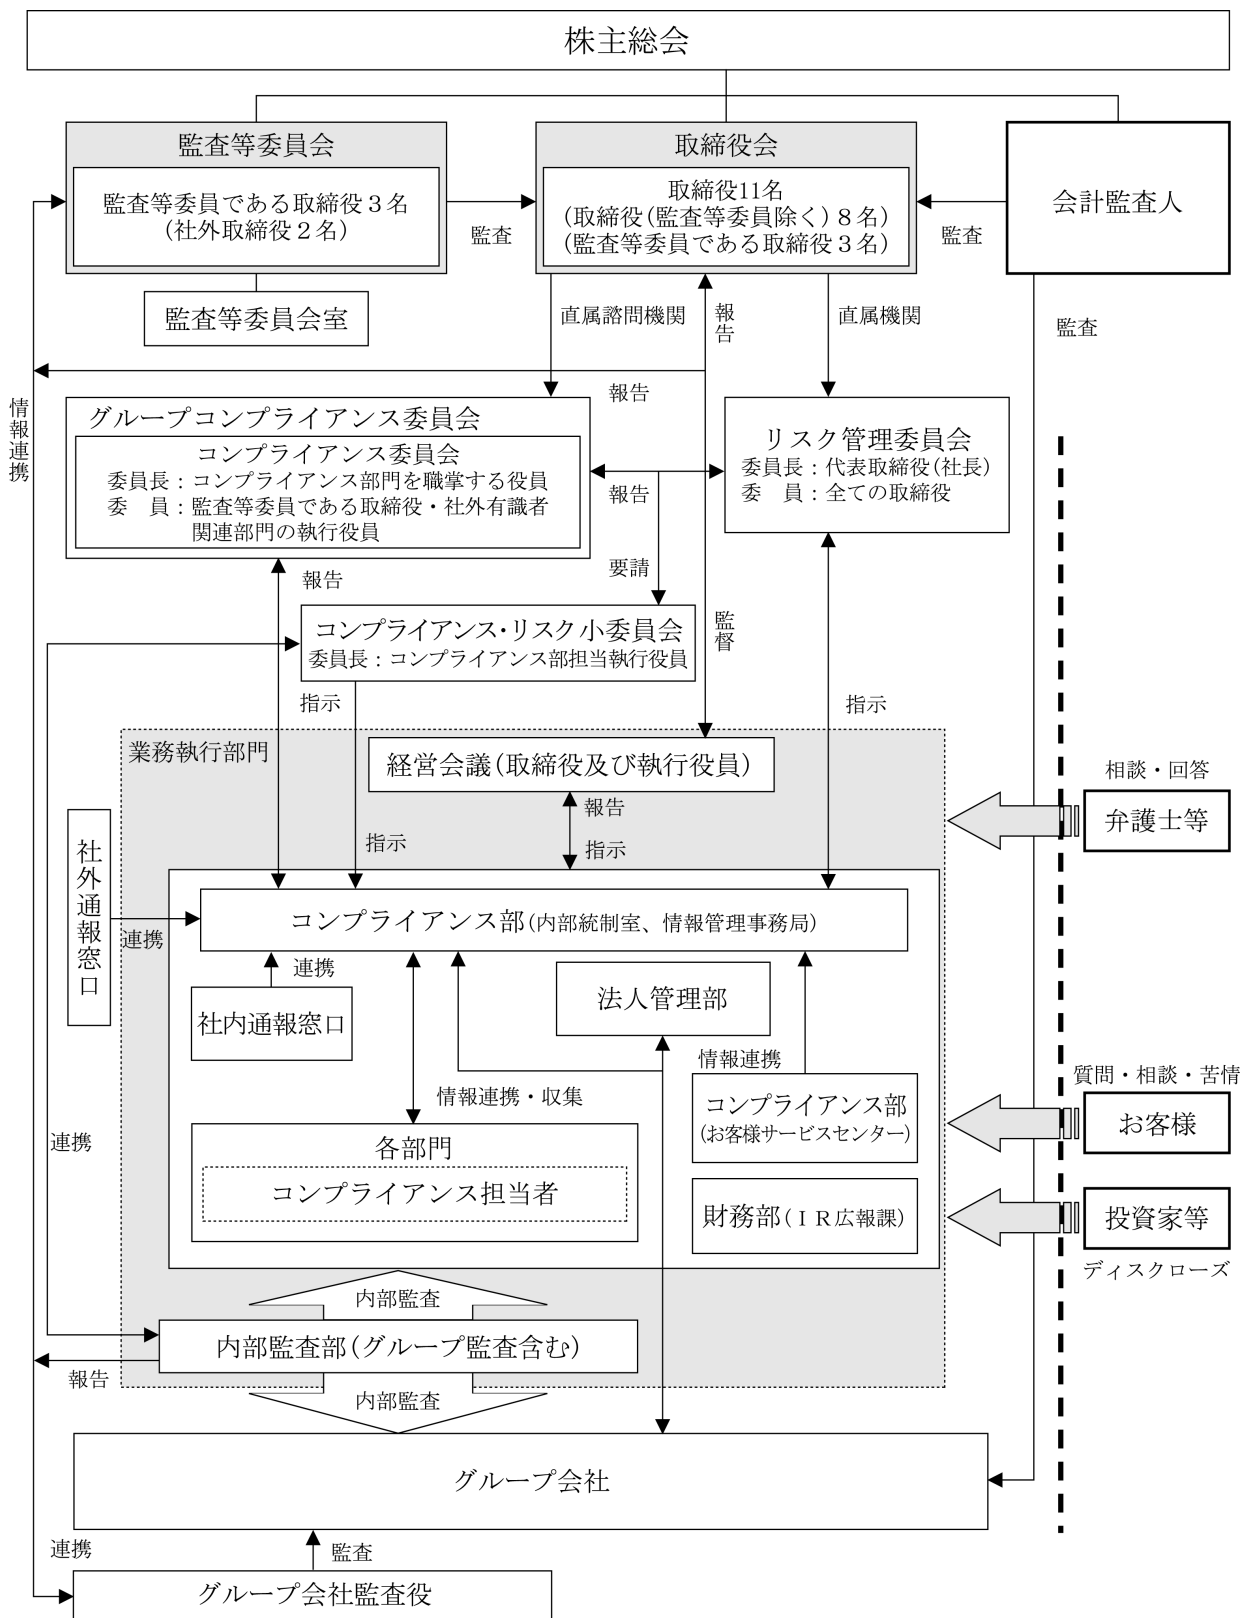 株主総会
監査等委員会
監査等委員である取締役３名
(社外取締役２名)
監査等委員会室
監査
取締役会
取締役11名
(取締役(監査等委員除く)８名)
(監査等委員である取締役３名)
監査
会計監査人
直属諮問機関
報告
直属機関
監査
報告
情報連携
グループコンプライアンス委員会
コンプライアンス委員会
委員長：コンプライアンス部門を職掌する役員
委　員：監査等委員である取締役・社外有識者
関連部門の執行役員
報告
リスク管理委員会
委員長：代表取締役(社長)
委　員：全ての取締役
報告
要請
コンプライアンス・リスク小委員会
委員長：コンプライアンス部担当執行役員
監督
指示
指示
業務執行部門
経営会議(取締役及び執行役員)
報告
指示
指示
相談・回答
弁護士等
社外通報窓口
連携
コンプライアンス部(内部統制室、情報管理事務局)
連携
社内通報窓口
法人管理部
情報連携
情報連携・収集
コンプライアンス部
(お客様サービスセンター)
質問・相談・苦情
お客様
連携
各部門
コンプライアンス担当者
財務部(ＩＲ広報課)
投資家等
ディスクローズ
内部監査
内部監査部(グループ監査含む)
報告
内部監査
グループ会社
連携
監査
グループ会社監査役